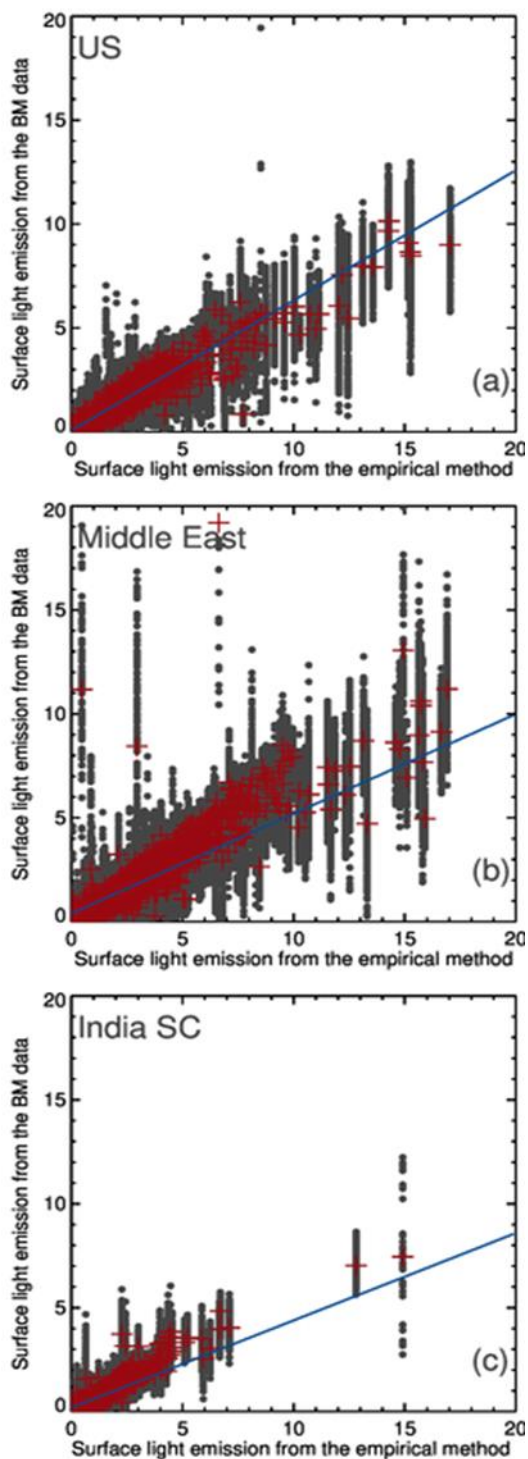 20
US
15
10
5
0
(a)
Surface light emission from the BM data
0 5 10 15 20
Surface light emission from the empirical method
20
Middle East
15
10
5
0
(b)
Surface light emission from the BM data
0 5 10 15 20
Surface light emission from the empirical method
20
India SC
15
10
5
0
(c)
Surface light emission from the BM data
0 5 10 15 20
Surface light emission from the empirical method